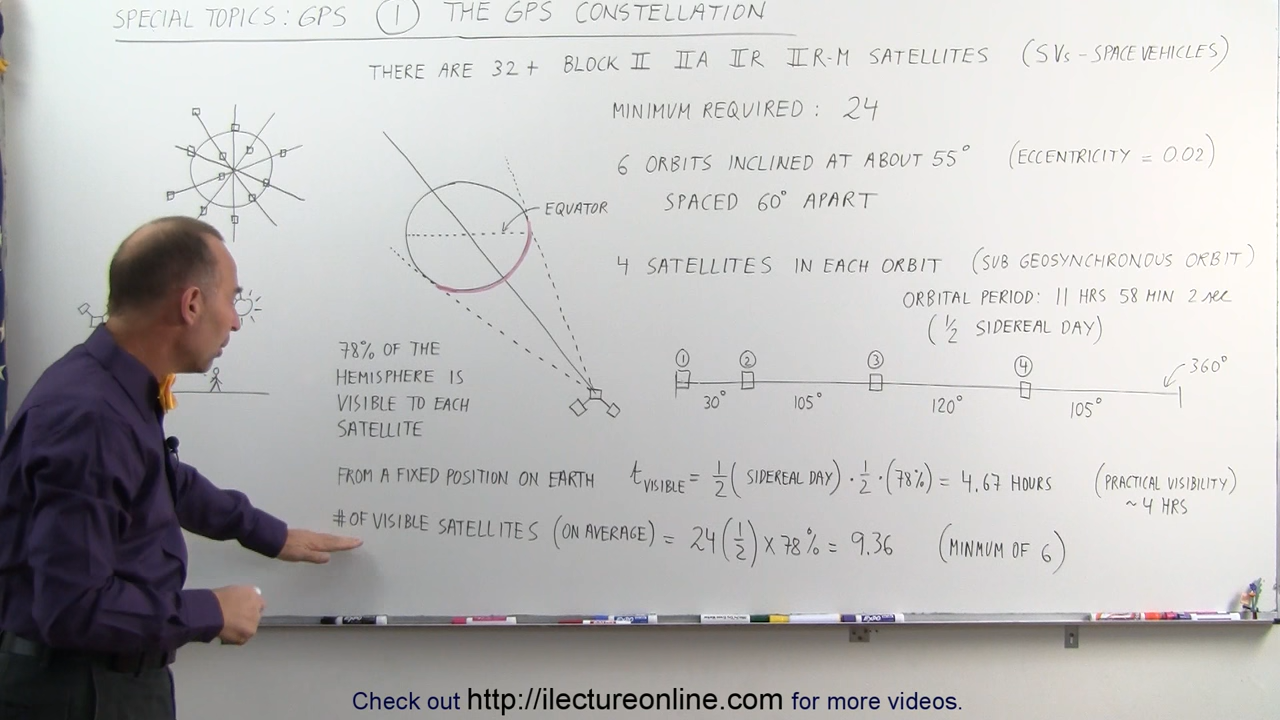 SPECIAL TOPICS: GPS ① THE GPS CONSTELLATION
THERE ARE 32+ BLOCK II IIA IIR IIR-M SATELLITES (SVs - SPACE VEHICLES)
MINIMUM REQUIRED: 24
6 ORBITS INCLINED AT ABOUT 55° (ECCENTRICITY = 0.02)
SPACED 60° APART
EQUATOR
4 SATELLITES IN EACH ORBIT (SUB GEOSYNCHRONOUS ORBIT)
ORBITAL PERIOD: 11 HRS 58 MIN 2 sec
(½ SIDEREAL DAY)
① ② ③ ④ 360°
30° 105° 120° 105°
78% OF THE
HEMISPHERE IS
VISIBLE TO EACH
SATELLITE
FROM A FIXED POSITION ON EARTH t VISIBLE = 1/2 (SIDEREAL DAY) · 1/2 · (78%) = 4.67 HOURS (PRACTICAL VISIBILITY)
~ 4 HRS
# OF VISIBLE SATELLITES (ON AVERAGE) = 24 (1/2) × 78% = 9.36 (MINMUM OF 6)
Check out http://ilectureonline.com for more videos.